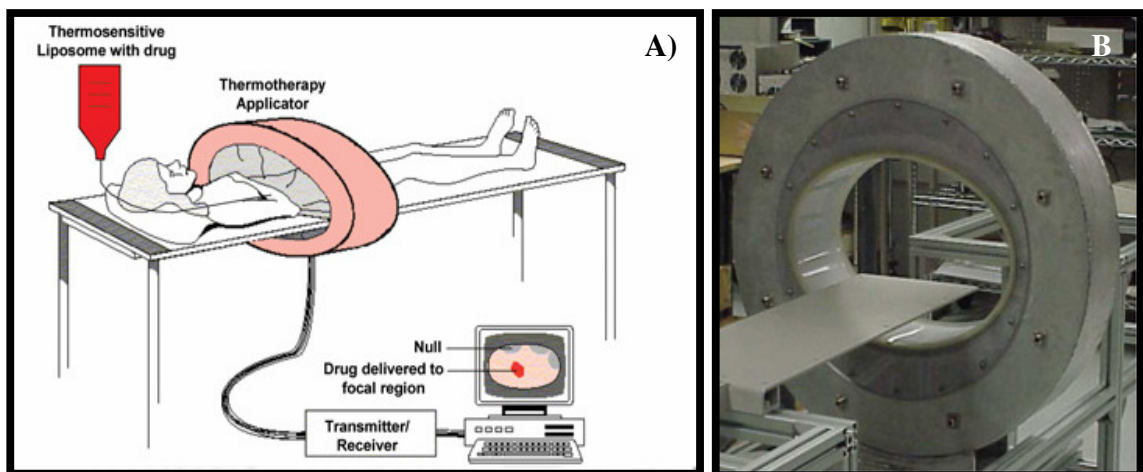 Thermosensitive
Liposome with drug
A)
Thermotherapy
Applicator
Null
Drug delivered to
focal region
Transmitter/
Receiver
B